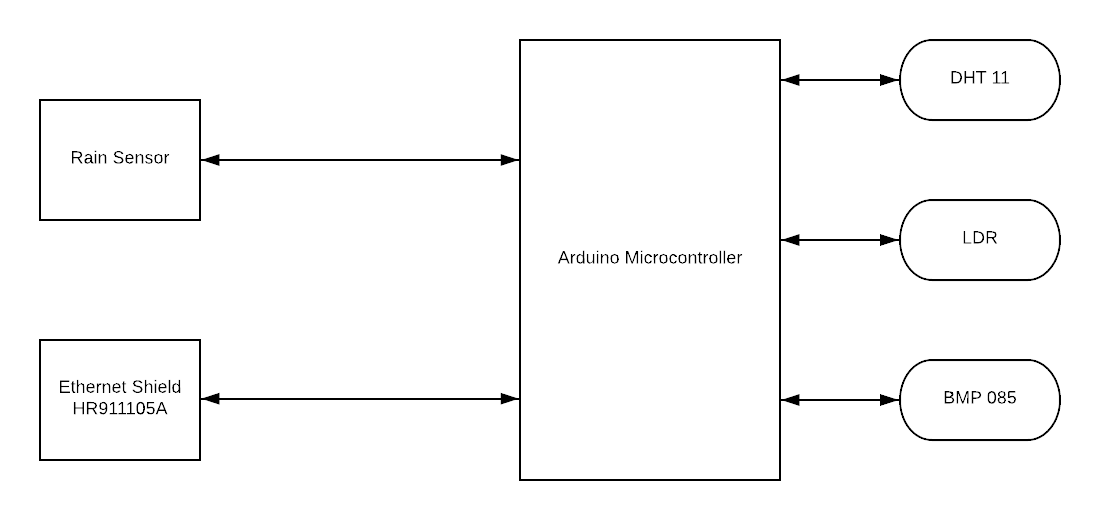 DHT 11
Rain Sensor
LDR
Arduino Microcontroller
Ethernet Shield
HR911105A
BMP 085